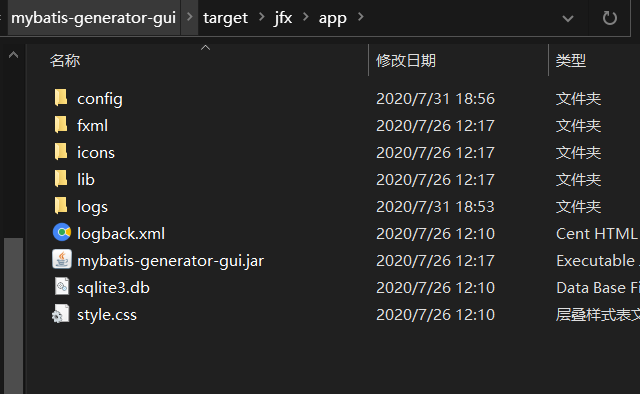 mybatis-generator-gui > target > jfx > app >
名称 修改日期 类型
config 2020/7/31 18:56 文件夹
fxml 2020/7/26 12:17 文件夹
icons 2020/7/26 12:17 文件夹
lib 2020/7/26 12:17 文件夹
logs 2020/7/31 18:53 文件夹
logback.xml 2020/7/26 12:10 Cent HTML
mybatis-generator-gui.jar 2020/7/26 12:17 Executable
sqlite3.db 2020/7/26 12:10 Data Base Fi
style.css 2020/7/26 12:10 层叠样式表文